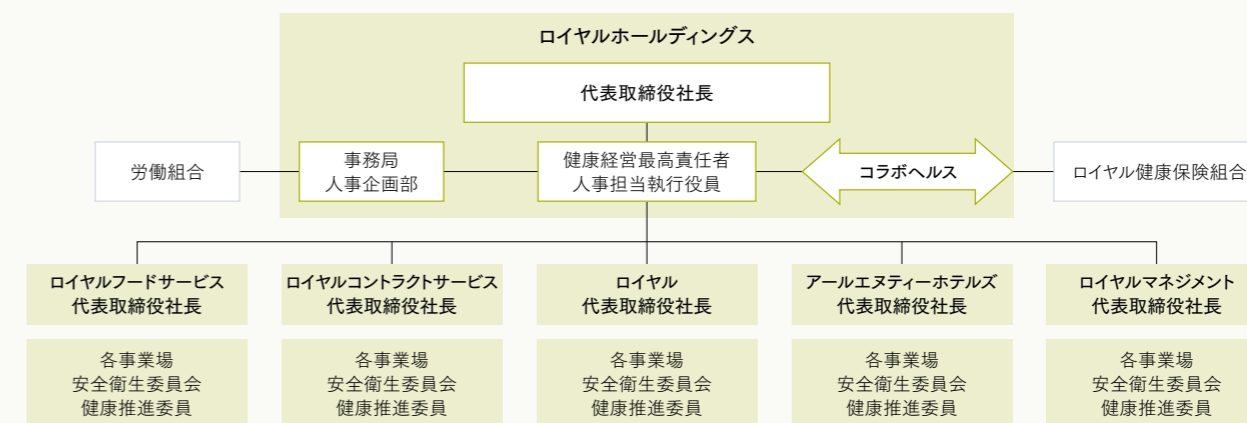 ロイヤルホールディングス
代表取締役社長
労働組合
事務局
人事企画部
健康経営最高責任者
人事担当執行役員
コラボヘルス
ロイヤル健康保険組合
ロイヤルフードサービス
代表取締役社長
ロイヤルコントラクトサービス
代表取締役社長
ロイヤル
代表取締役社長
アールエヌティーホテルズ
代表取締役社長
ロイヤルマネジメント
代表取締役社長
各事業場
安全衛生委員会
健康推進委員
各事業場
安全衛生委員会
健康推進委員
各事業場
安全衛生委員会
健康推進委員
各事業場
安全衛生委員会
健康推進委員
各事業場
安全衛生委員会
健康推進委員